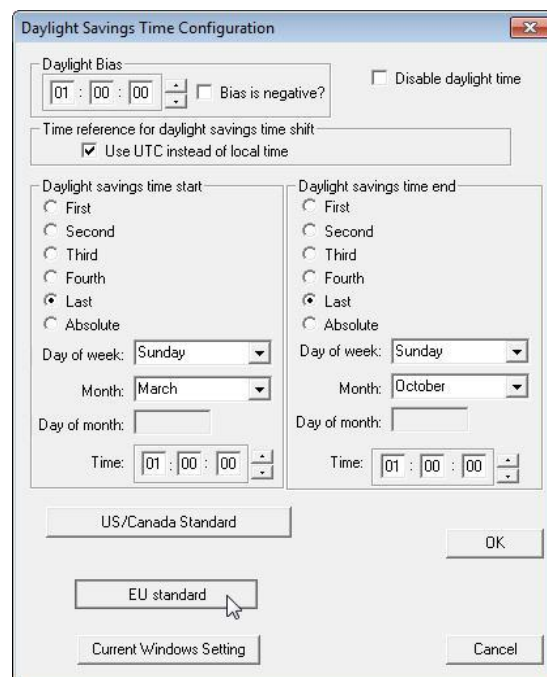 Daylight Savings Time Configuration
Daylight Bias
01 : 00 : 00
Bias is negative?
Disable daylight time
Time reference for daylight savings time shift
Use UTC instead of local time
Daylight savings time start
First
Second
Third
Fourth
Last
Absolute
Day of week: Sunday
Month: March
Day of month:
Time: 01 : 00 : 00
Daylight savings time end
First
Second
Third
Fourth
Last
Absolute
Day of week: Sunday
Month: October
Day of month:
Time: 01 : 00 : 00
US/Canada Standard
OK
EU standard
Current Windows Setting
Cancel